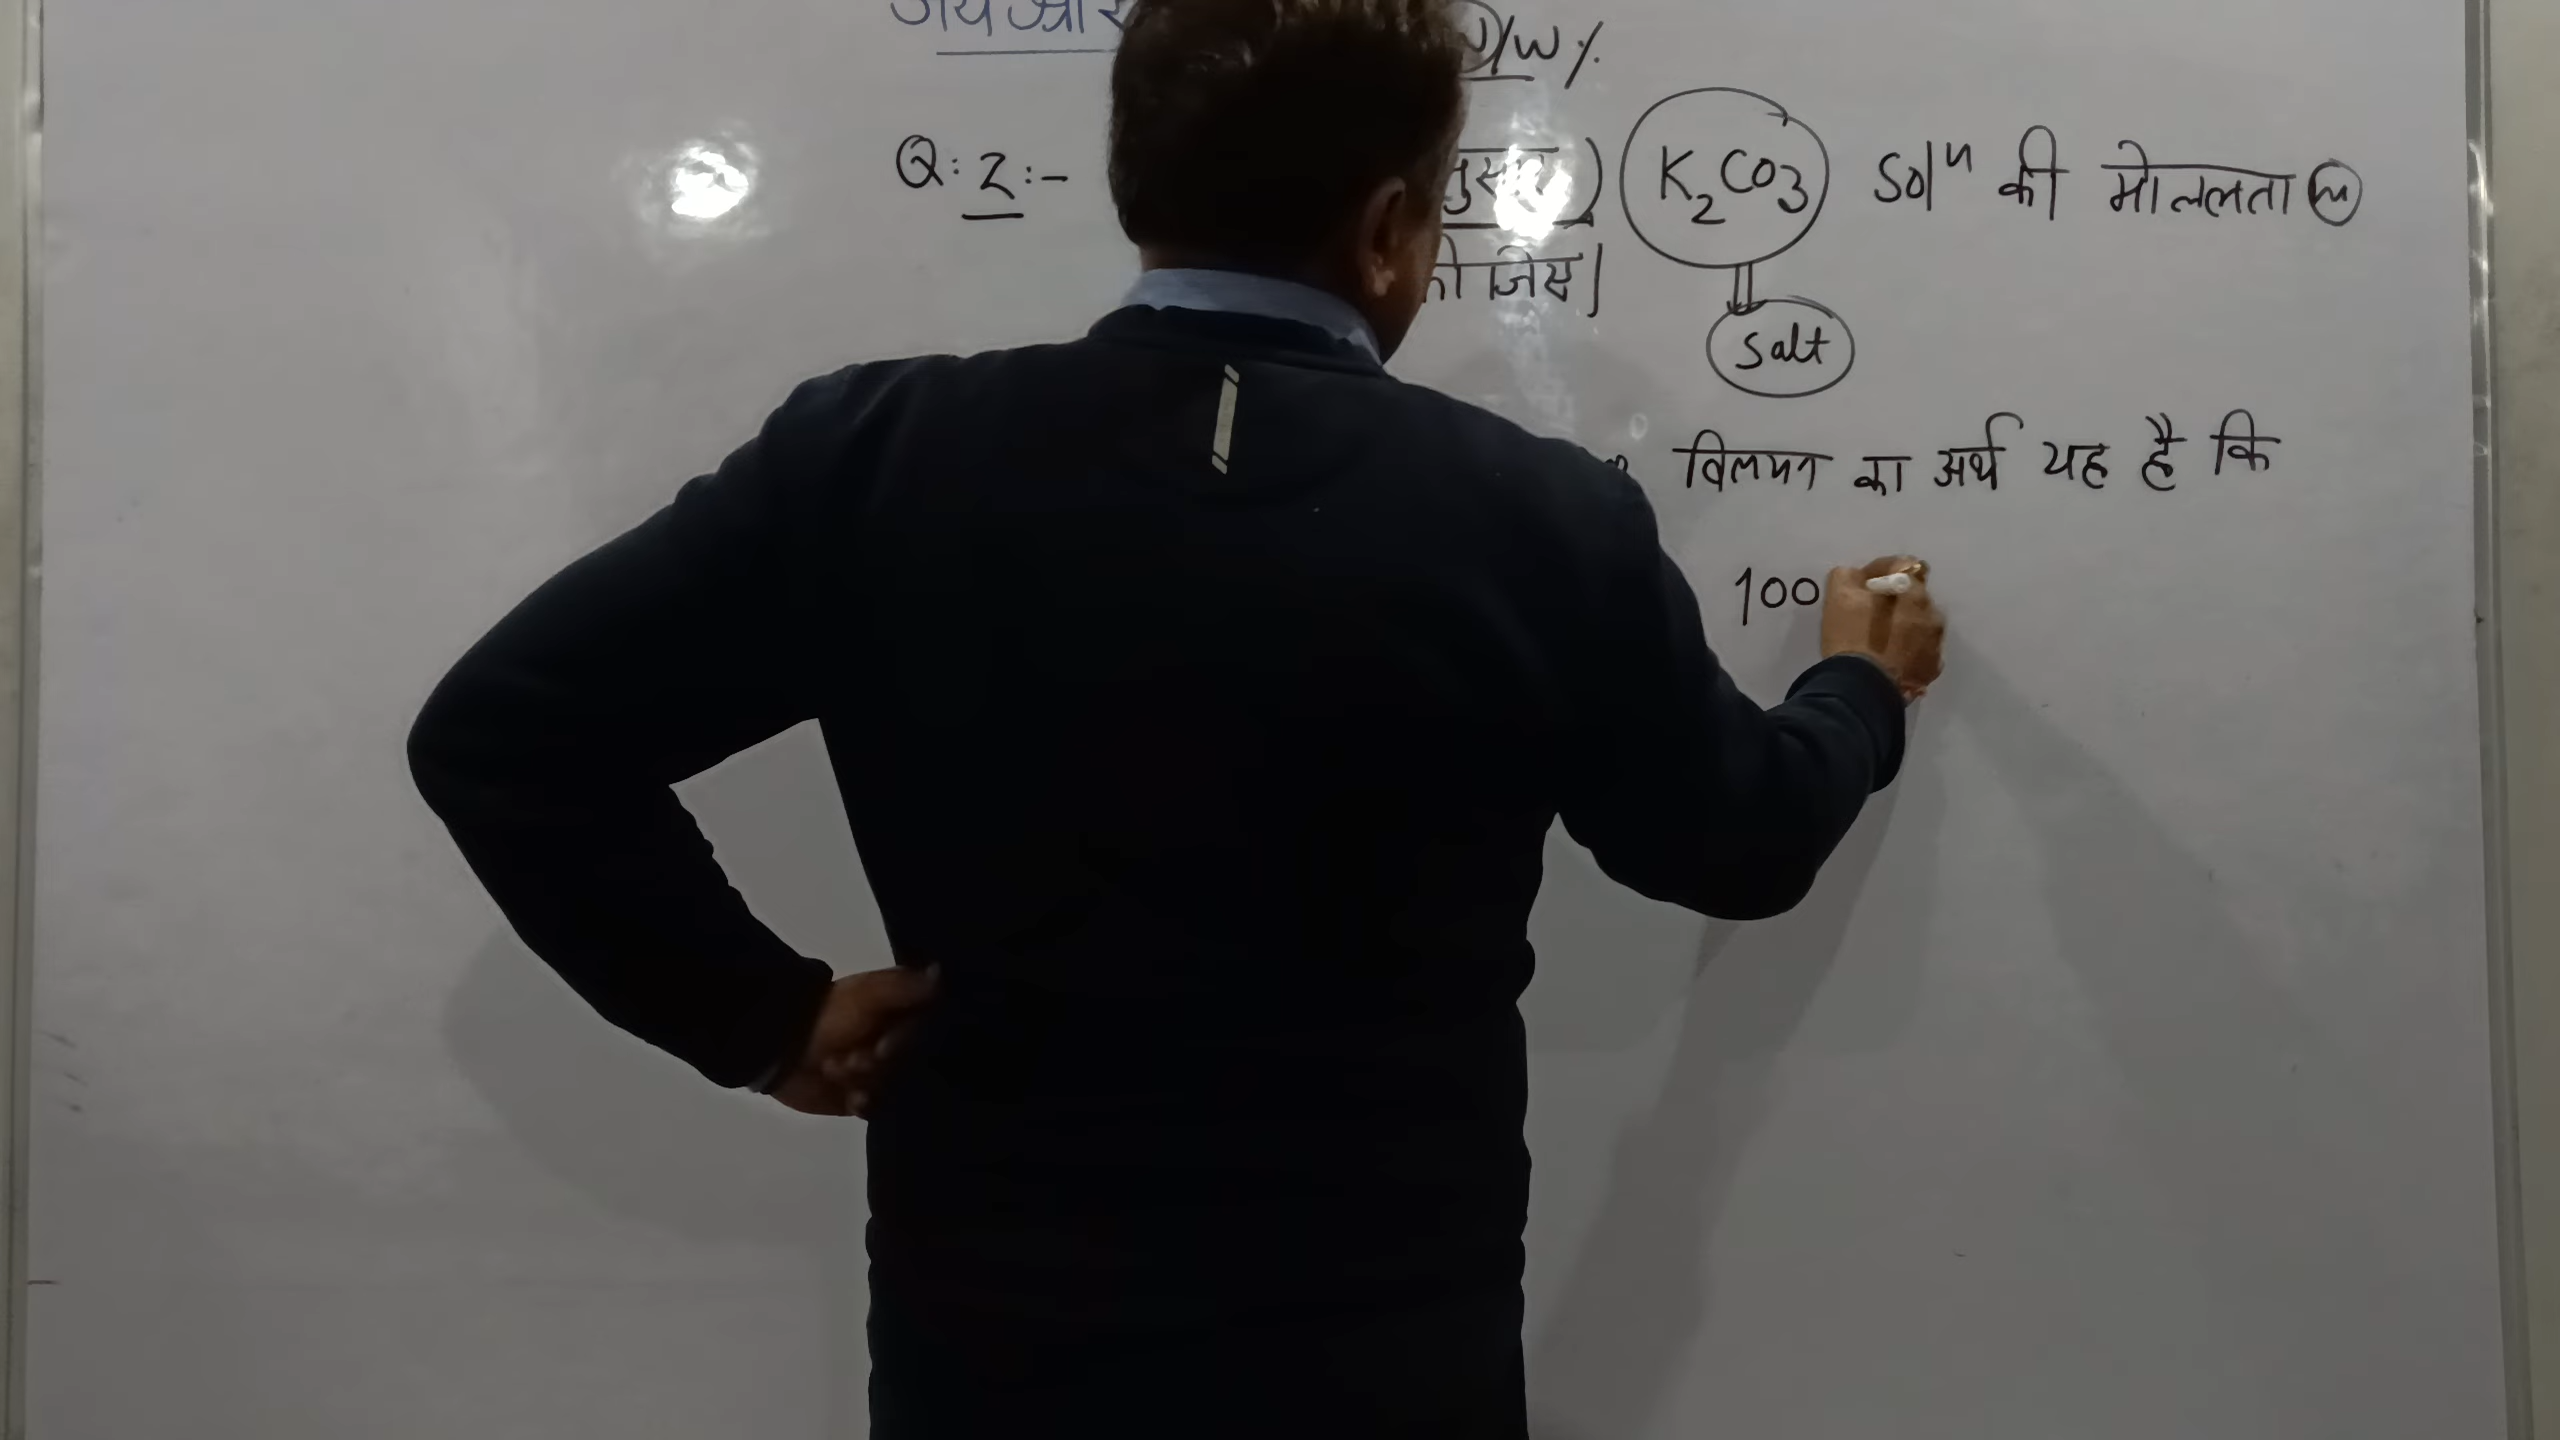 जय श्री
W/W %
Q: 2 :- नुसार) K2CO3 Solⁿ की मोललता m
कीजिए|
Salt
विलयन का अर्थ यह है कि
100